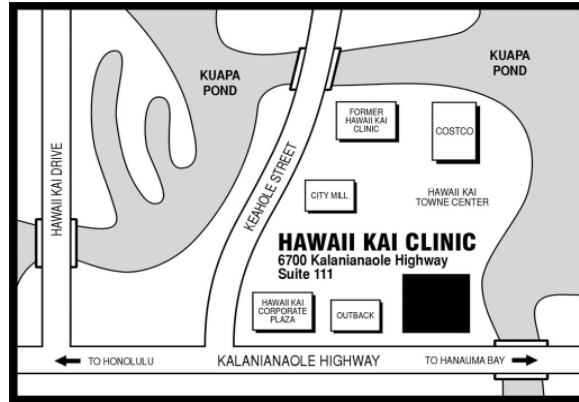 KUAPA
POND
KUAPA
POND
FORMER
HAWAII KAI
CLINIC
COSTCO
HAWAII KAI DRIVE
KEAHOLE STREET
CITY MILL
HAWAII KAI
TOWNE CENTER
HAWAII KAI CLINIC
6700 Kalanianaole Highway
Suite 111
HAWAII KAI
CORPORATE
PLAZA
OUTBACK
TO HONOLULU
KALANIANAOLE HIGHWAY
TO HANAUMA BAY